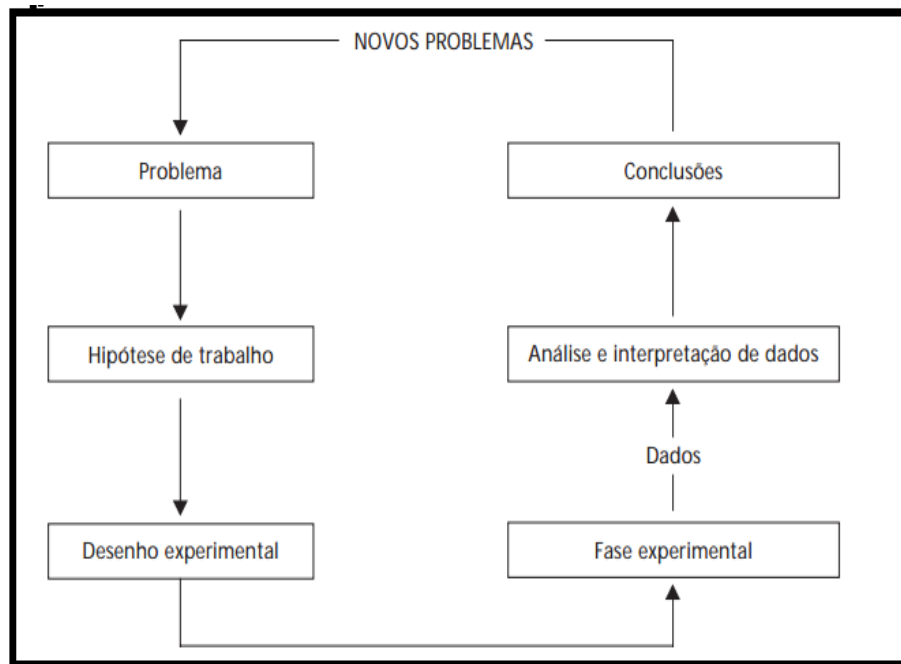 NOVOS PROBLEMAS
Problema
Conclusões
Hipótese de trabalho
Análise e interpretação de dados
Dados
Desenho experimental
Fase experimental